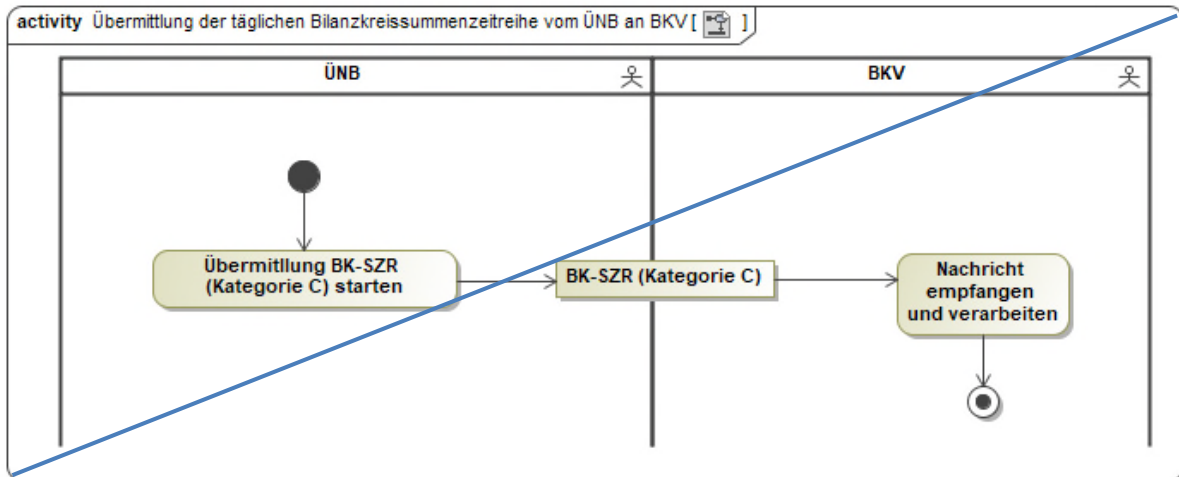 activity Übermittlung der täglichen Bilanzkreissummenzeitreihe vom ÜNB an BKV [ ]
ÜNB
BKV
Übermitllung BK-SZR
(Kategorie C) starten
BK-SZR (Kategorie C)
Nachricht
empfangen
und verarbeiten